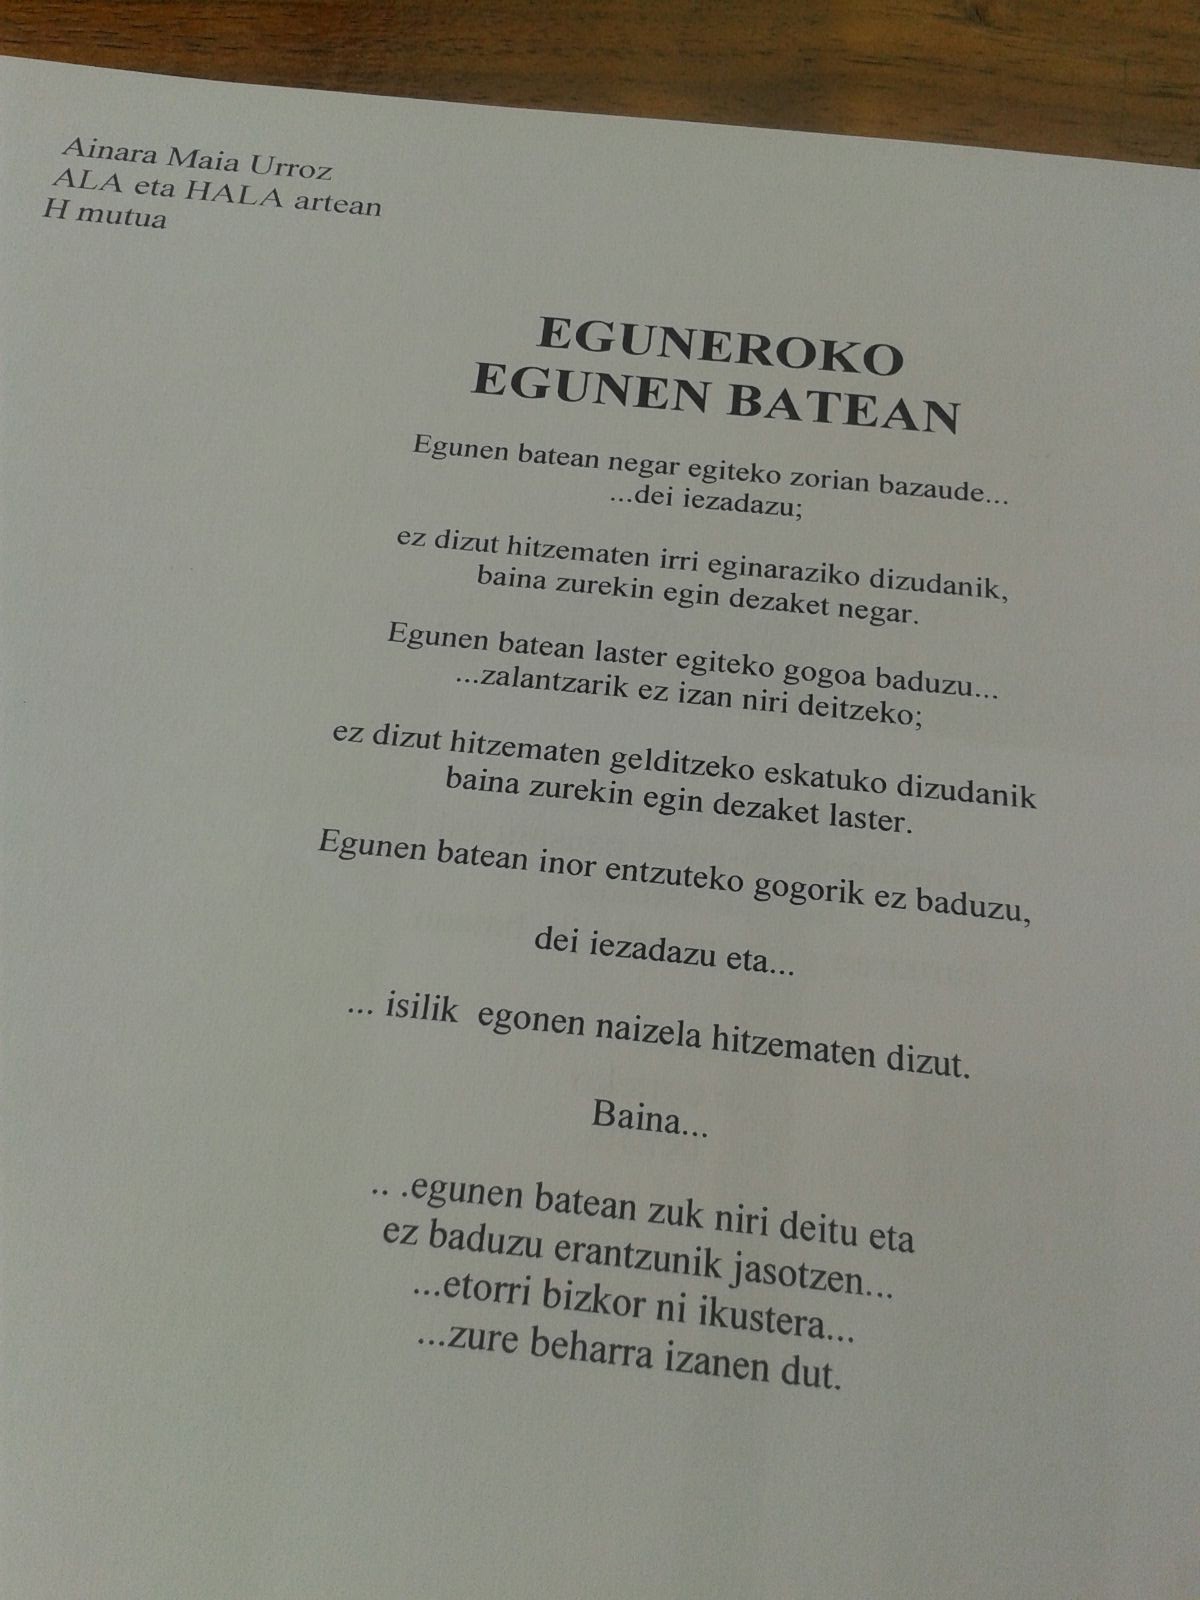 Ainara Maia Urroz
ALA eta HALA artean
H mutua
EGUNEROKO
EGUNEN BATEAN
Egunen batean negar egiteko zorian bazaude...
...dei iezadazu;
ez dizut hitzematen irri eginaraziko dizudanik,
baina zurekin egin dezaket negar.
Egunen batean laster egiteko gogoa baduzu...
...zalantzarik ez izan niri deitzeko;
ez dizut hitzematen gelditzeko eskatuko dizudanik
baina zurekin egin dezaket laster.
Egunen batean inor entzuteko gogorik ez baduzu,
dei iezadazu eta...
... isilik  egonen naizela hitzematen dizut.
Baina...
.. .egunen batean zuk niri deitu eta
ez baduzu erantzunik jasotzen...
...etorri bizkor ni ikustera...
...zure beharra izanen dut.